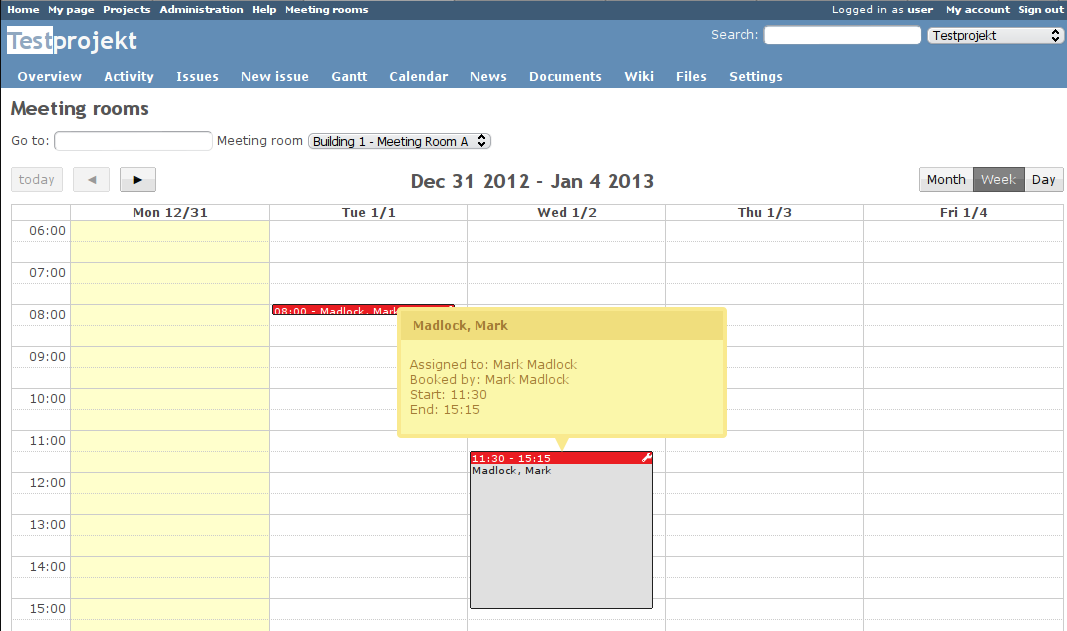 Home My page Projects Administration Help Meeting rooms Logged in as user My account Sign out
Testprojekt Search: Testprojekt
Overview Activity Issues New issue Gantt Calendar News Documents Wiki Files Settings
Meeting rooms
Go to: Meeting room Building 1 - Meeting Room A
today ◄ ► Dec 31 2012 - Jan 4 2013 Month Week Day
Mon 12/31 Tue 1/1 Wed 1/2 Thu 1/3 Fri 1/4
06:00
07:00
08:00 - Madlock, Mark
08:00
Madlock, Mark
09:00
Assigned to: Mark Madlock
Booked by: Mark Madlock
Start: 11:30
10:00
End: 15:15
11:00
11:30 - 15:15
Madlock, Mark
12:00
13:00
14:00
15:00